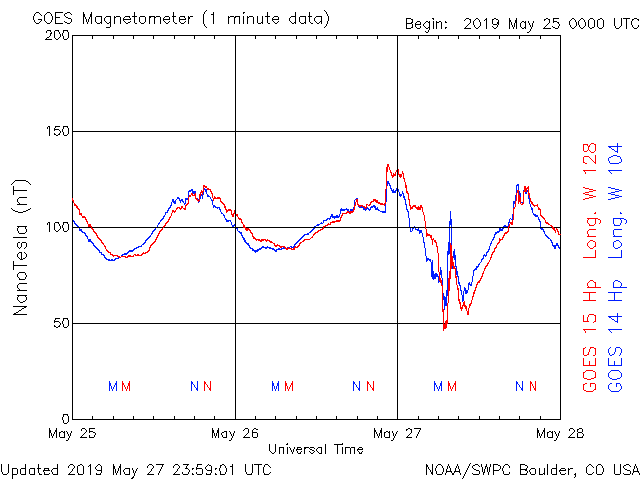 GOES Magnetometer (1 minute data)
Begin: 2019 May 25 0000 UTC
200
150
100
50
0
NanoTesla (nT)
M M N N M M N N M M N N
May 25 May 26 May 27 May 28
Universal Time
GOES 15 Hp Long. W 128
GOES 14 Hp Long. W 104
Updated 2019 May 27 23:59:01 UTC
NOAA/SWPC Boulder, CO USA